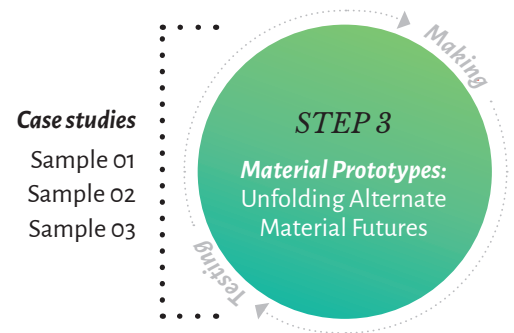 Case studies
Sample 01
Sample 02
Sample 03
Making
STEP 3
Material Prototypes:
Unfolding Alternate
Material Futures
Testing